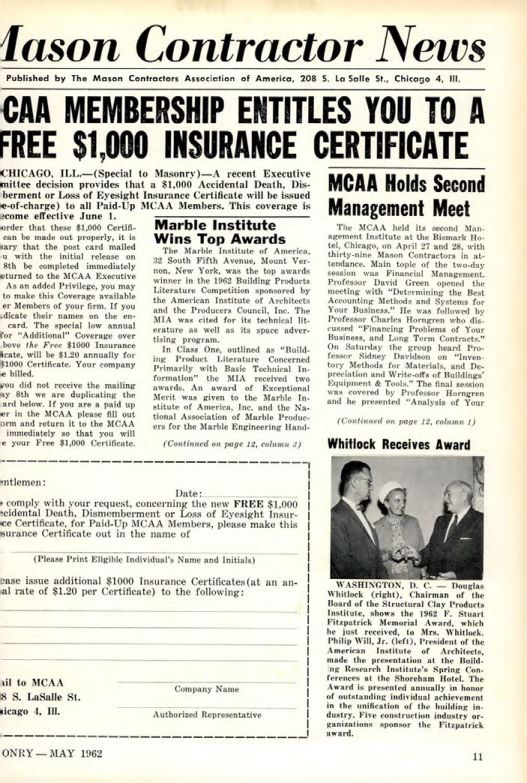 Mason Contractor News
Published by The Mason Contractors Association of America, 208 S. La Salle St., Chicago 4, Ill.
CAA MEMBERSHIP ENTITLES YOU TO A
FREE $1,000 INSURANCE CERTIFICATE
CHICAGO, ILL.—(Special to Masonry)—A recent Executive
mittee decision provides that a $1,000 Accidental Death, Dis-
berment or Loss of Eyesight Insurance Certificate will be issued
e-of-charge) to all Paid-Up MCAA Members. This coverage is
ecome effective June 1.
order that these $1,000 Certifi-
can be made out properly, it is
sary that the post card mailed
u with the initial release on
8th be completed immediately
eturned to the MCAA Executive
As an added Privilege, you may
to make this Coverage available
er Members of your firm. If you
dicate their names on the en-
card. The special low annual
for "Additional" Coverage over
bove the Free $1000 Insurance
icate, will be $1.20 annually for
$1000 Certificate. Your company
e billed.
you did not receive the mailing
ay 8th we are duplicating the
ard below. If you are a paid up
er in the MCAA please fill out
orm and return it to the MCAA
immediately so that you will
e your Free $1,000 Certificate.
Marble Institute
Wins Top Awards
The Marble Institute of America,
32 South Fifth Avenue, Mount Ver-
non, New York, was the top awards
winner in the 1962 Building Products
Literature Competition sponsored by
the American Institute of Architects
and the Producers Council, Inc. The
MIA was cited for its technical lit-
erature as well as its space adver-
tising program.
In Class One, outlined as "Build-
ing Product Literature Concerned
Primarily with Basic Technical In-
formation" the MIA received two
awards. An award of Exceptional
Merit was given to the Marble In-
stitute of America, Inc. and the Na-
tional Association of Marble Produc-
ers for the Marble Engineering Hand-
(Continued on page 12, column 3)
MCAA Holds Second
Management Meet
The MCAA held its second Man-
agement Institute at the Bismarck Ho-
tel, Chicago, on April 27 and 28, with
thirty-nine Mason Contractors in at-
tendance. Main topic of the two-day
session was Financial Management.
Professor David Green opened the
meeting with "Determining the Best
Accounting Methods and Systems for
Your Business." He was followed by
Professor Charles Horngren who dis-
cussed "Financing Problems of Your
Business, and Long Term Contracts."
On Saturday the group heard Pro-
fessor Sidney Davidson on "Inven-
tory Methods for Materials, and De-
preciation and Write-offs of Buildings'
Equipment & Tools." The final session
was covered by Professor Horngren
and he presented "Analysis of Your
(Continued on page 12, column 1)
Whitlock Receives Award
WASHINGTON, D. C. — Douglas
Whitlock (right), Chairman of the
Board of the Structural Clay Products
Institute, shows the 1962 F. Stuart
Fitzpatrick Memorial Award, which
he just received, to Mrs. Whitlock.
Philip Will, Jr. (left), President of the
American Institute of Architects,
made the presentation at the Build-
ing Research Institute's Spring Con-
ferences at the Shoreham Hotel. The
Award is presented annually in honor
of outstanding individual achievement
in the unification of the building in-
dustry. Five construction industry or-
ganizations sponsor the Fitzpatrick
award.
entlemen:
Date:
comply with your request, concerning the new FREE $1,000
ccidental Death, Dismemberment or Loss of Eyesight Insur-
ce Certificate, for Paid-Up MCAA Members, please make this
surance Certificate out in the name of
(Please Print Eligible Individual's Name and Initials)
ease issue additional $1000 Insurance Certificates (at an an-
al rate of $1.20 per Certificate) to the following:
ail to MCAA
8 S. LaSalle St.
icago 4, Ill.
Company Name
Authorized Representative
ONRY — MAY 1962
11